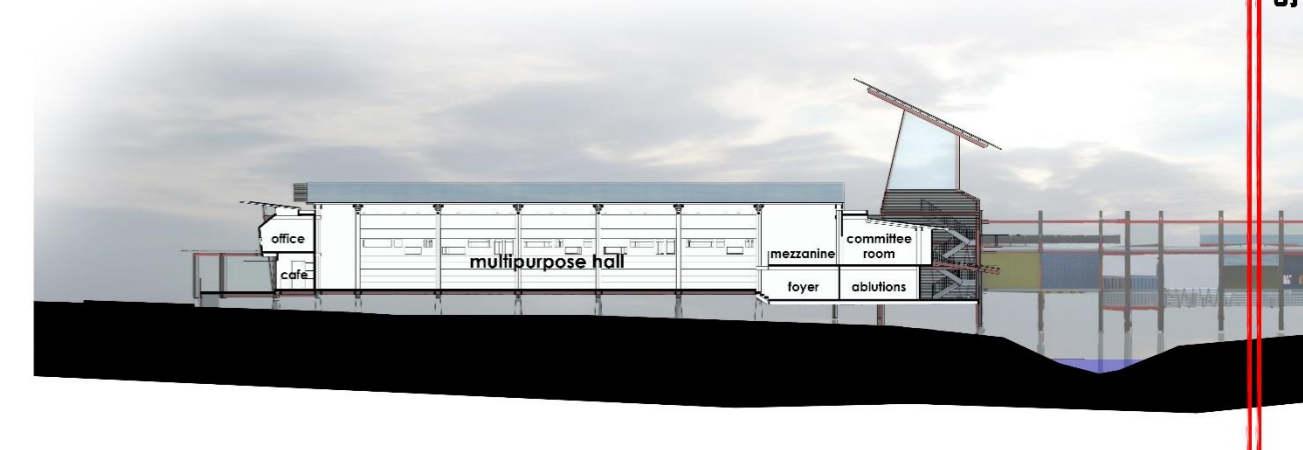 office
cafe
multipurpose hall
mezzanine
committee
room
foyer
ablutions